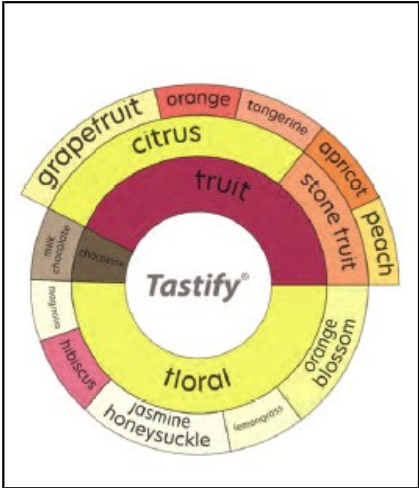 grapefruit
orange
tangerine
citrus
apricot
fruit
stone fruit
peach
milk
chocolate
chocolate
Tastify®
magnolia
hibiscus
floral
orange
blossom
jasmine
honeysuckle
lemongrass